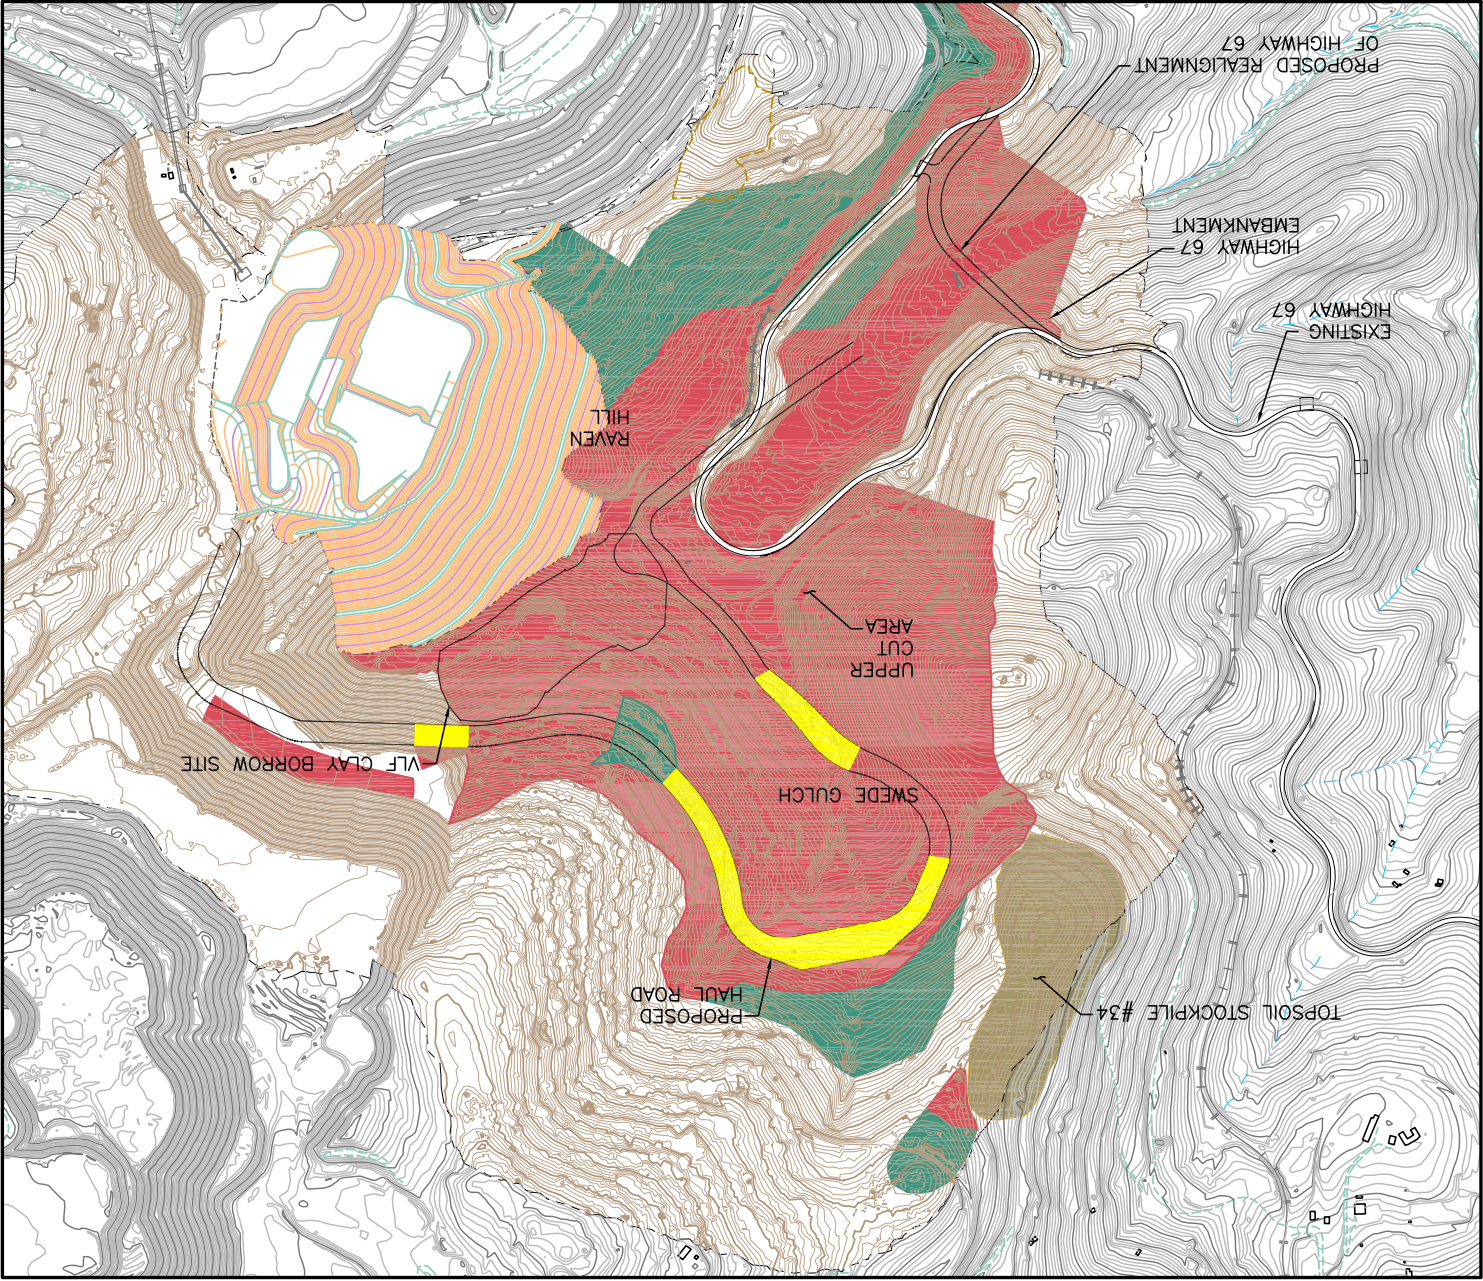 TOPSOIL STOCKPILE #34
PROPOSED
HAUL ROAD
SWEDE GULCH
VLF CLAY BORROW SITE
UPPER
CUT
AREA
RAVEN
HILL
EXISTING
HIGHWAY 67
HIGHWAY 67
EMBANKMENT
PROPOSED REALIGNMENT
OF HIGHWAY 67